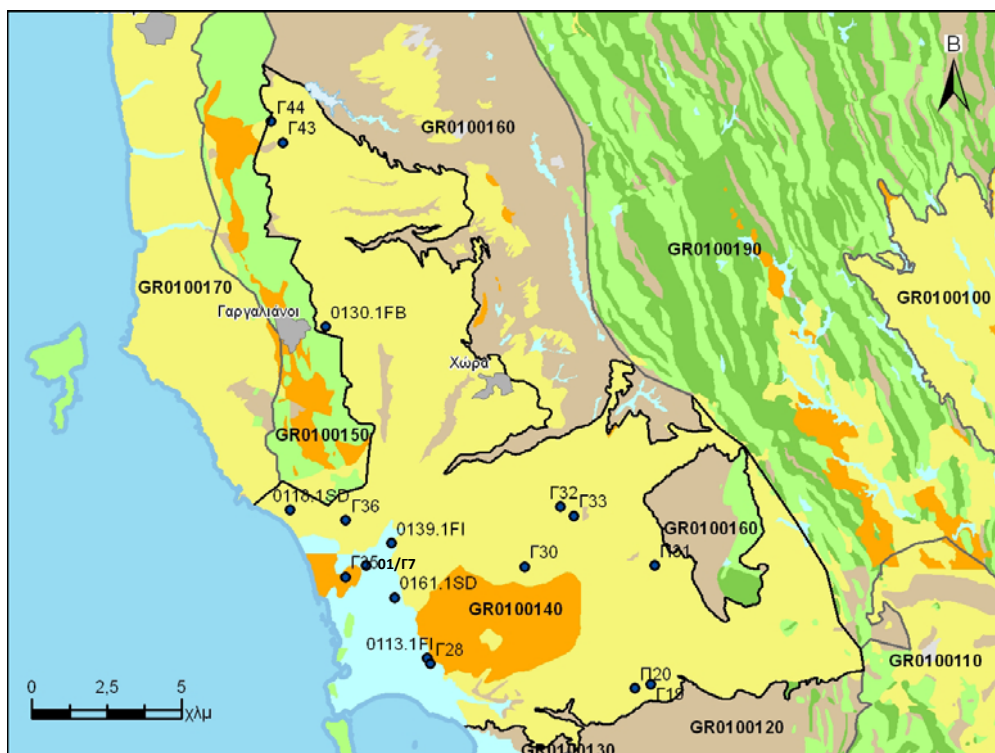 Β
Γ44
Γ43
GR0100160
GR0100190
GR0100170
GR0100100
Γαργαλιάνοι
0130.1FB
Χώρα
GR0100150
0118.1SD
Γ36
Γ32
Γ33
0139.1FI
GR0100160
Γ35
01/Γ7
Γ30
Π31
0161.1SD
GR0100140
0113.1FI
Γ28
GR0100110
Π20
Γ19
0 2,5 5
χλμ
GR0100120
GR0100130